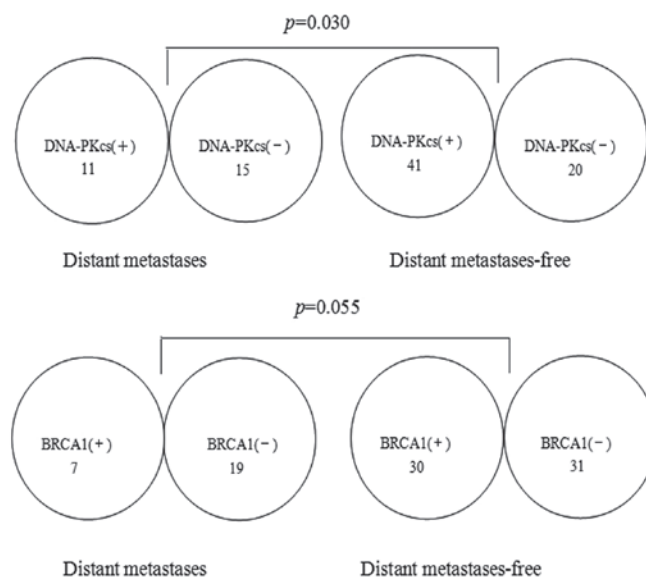 p=0.030
DNA-PKcs(+) DNA-PKcs(−) DNA-PKcs(+) DNA-PKcs(−)
11 15 41 20
Distant metastases Distant metastases-free
p=0.055
BRCA1(+) BRCA1(−) BRCA1(+) BRCA1(−)
7 19 30 31
Distant metastases Distant metastases-free